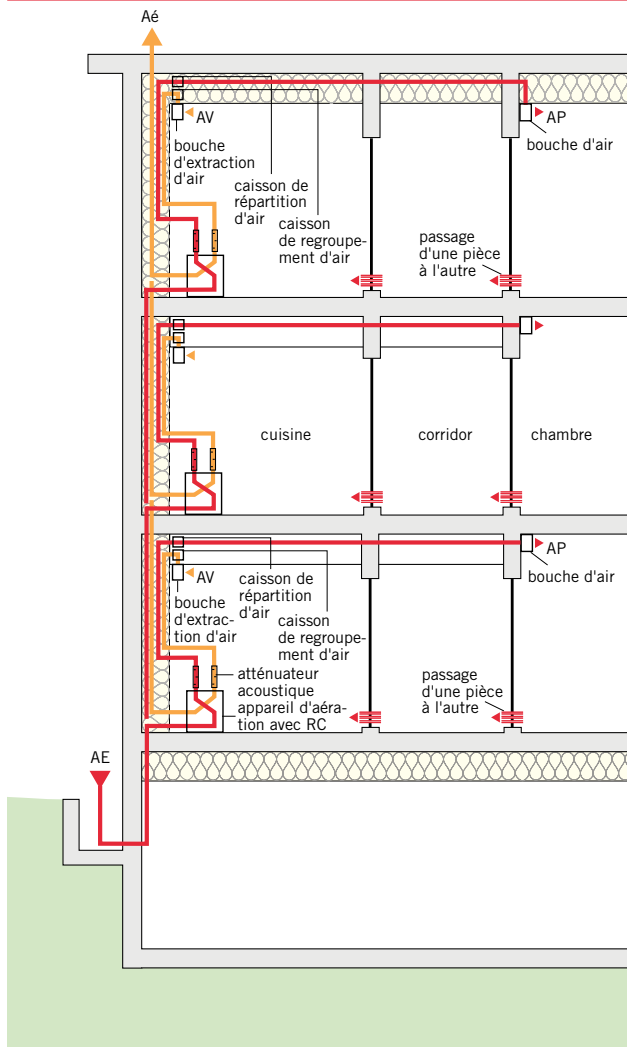 Aé
AV
AP
bouche
d'extraction
d'air
bouche d'air
caisson de
répartition
d'air
caisson
de regroupe-
ment d'air
passage
d'une pièce
à l'autre
cuisine
corridor
chambre
AV
AP
bouche
d'extrac-
tion d'air
caisson de
répartition
d'air
bouche d'air
caisson
de regroupe-
ment d'air
atténuateur
acoustique
appareil d'aéra-
tion avec RC
passage
d'une pièce
à l'autre
AE